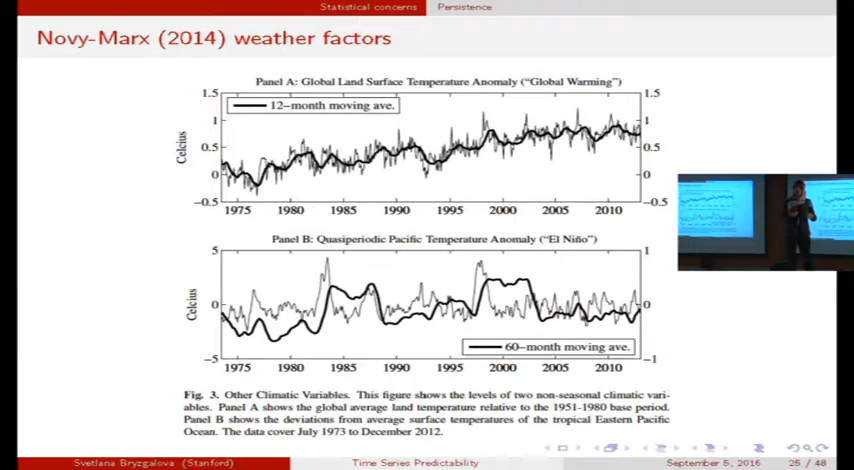 Statistical concerns Persistence
Novy-Marx (2014) weather factors
Panel A: Global Land Surface Temperature Anomaly ("Global Warming")
1.5 1.5
12-month moving ave.
1 1
Celcius
0.5 0.5
0 0
-0.5 -0.5
1975 1980 1985 1990 1995 2000 2005 2010
Panel B: Quasiperiodic Pacific Temperature Anomaly ("El Niño")
5 1
Celcius
0 0
60-month moving ave.
-5 -1
1975 1980 1985 1990 1995 2000 2005 2010
Fig. 3. Other Climatic Variables. This figure shows the levels of two non-seasonal climatic vari-
ables. Panel A shows the global average land temperature relative to the 1951-1980 base period.
Panel B shows the deviations from average surface temperatures of the tropical Eastern Pacific
Ocean. The data cover July 1973 to December 2012.
Svetlana Bryzgalova (Stanford) Time Series Predictability September 5, 2016 25 / 48